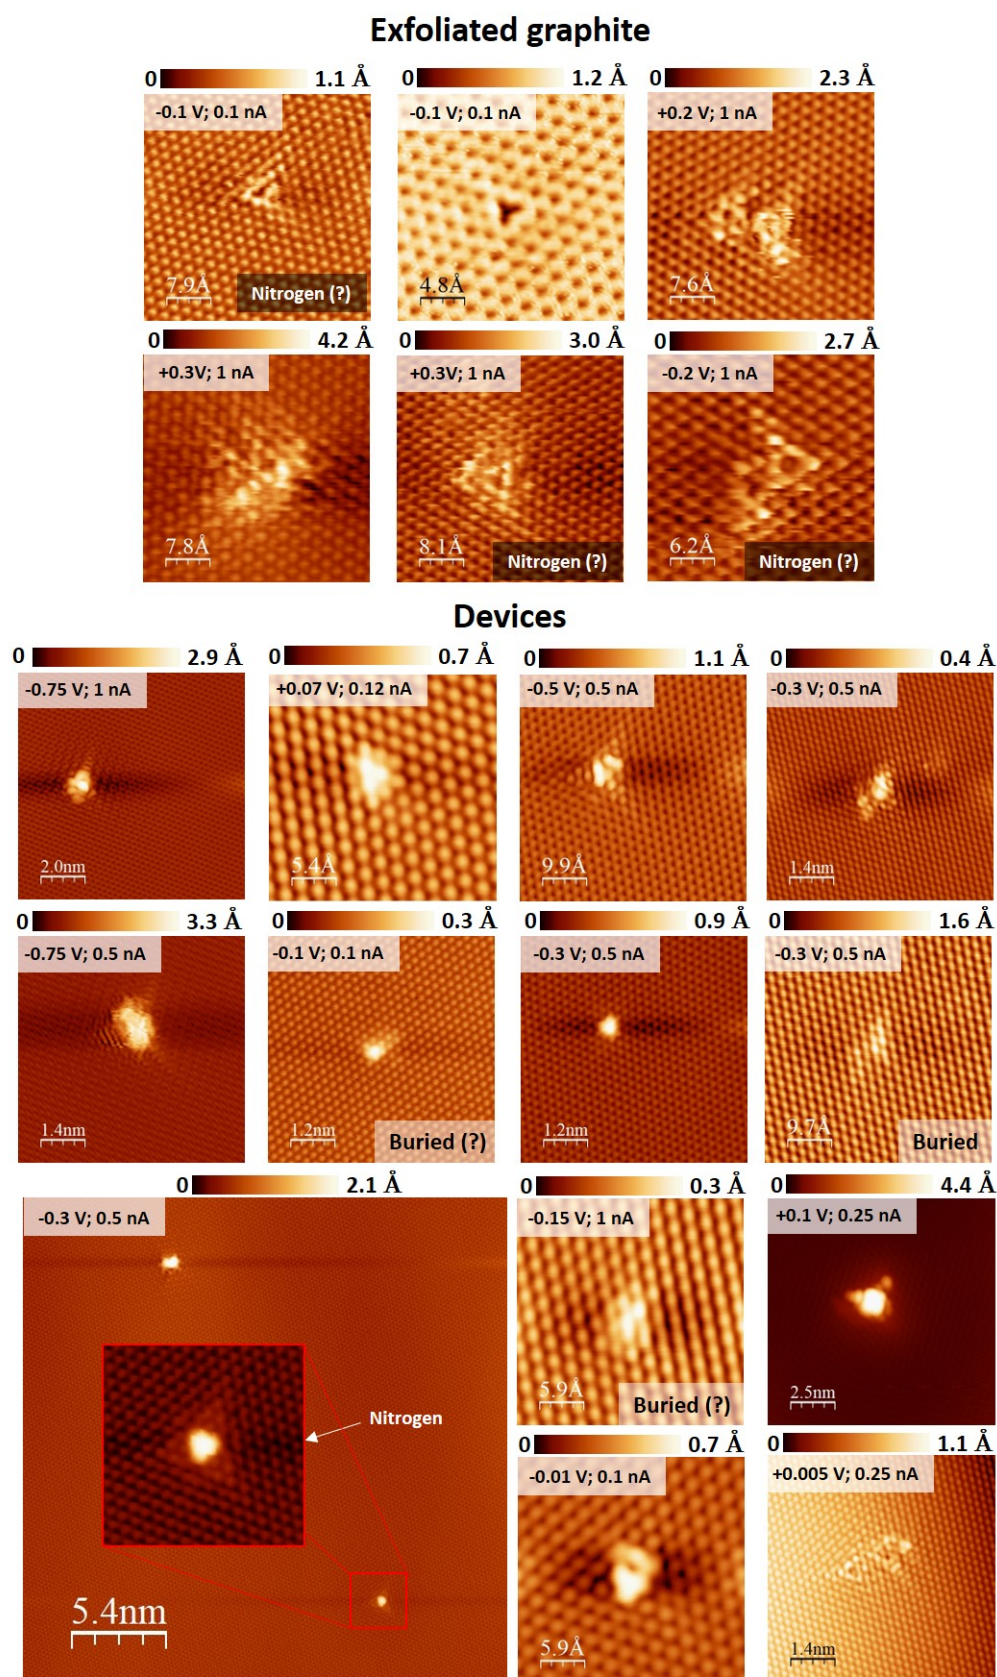 Exfoliated graphite
0 1.1 Å
0 1.2 Å
0 2.3 Å
-0.1 V; 0.1 nA
-0.1 V; 0.1 nA
+0.2 V; 1 nA
7.9Å
Nitrogen (?)
4.8Å
7.6Å
0 4.2 Å
0 3.0 Å
0 2.7 Å
+0.3V; 1 nA
+0.3V; 1 nA
-0.2 V; 1 nA
7.8Å
8.1Å
Nitrogen (?)
6.2Å
Nitrogen (?)
Devices
0 2.9 Å
0 0.7 Å
0 1.1 Å
0 0.4 Å
-0.75 V; 1 nA
+0.07 V; 0.12 nA
-0.5 V; 0.5 nA
-0.3 V; 0.5 nA
2.0nm
5.4Å
9.9Å
1.4nm
0 3.3 Å
0 0.3 Å
0 0.9 Å
0 1.6 Å
-0.75 V; 0.5 nA
-0.1 V; 0.1 nA
-0.3 V; 0.5 nA
-0.3 V; 0.5 nA
1.4nm
1.2nm
Buried (?)
1.2nm
9.7Å
Buried
0 2.1 Å
0 0.3 Å
0 4.4 Å
-0.3 V; 0.5 nA
-0.15 V; 1 nA
+0.1 V; 0.25 nA
5.9Å
Buried (?)
2.5nm
Nitrogen
0 0.7 Å
0 1.1 Å
-0.01 V; 0.1 nA
+0.005 V; 0.25 nA
5.4nm
5.9Å
1.4nm